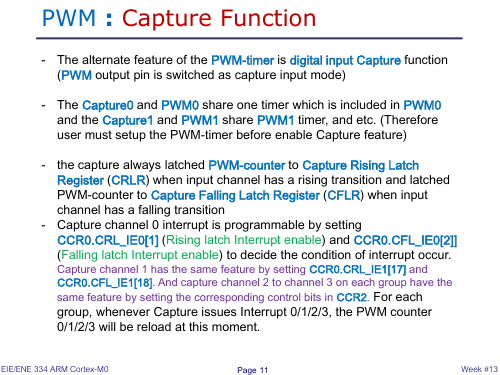 PWM : Capture Function
- The alternate feature of the PWM-timer is digital input Capture function
(PWM output pin is switched as capture input mode)
- The Capture0 and PWM0 share one timer which is included in PWM0
and the Capture1 and PWM1 share PWM1 timer, and etc. (Therefore
user must setup the PWM-timer before enable Capture feature)
- the capture always latched PWM-counter to Capture Rising Latch
Register (CRLR) when input channel has a rising transition and latched
PWM-counter to Capture Falling Latch Register (CFLR) when input
channel has a falling transition
- Capture channel 0 interrupt is programmable by setting
CCR0.CRL_IE0[1] (Rising latch Interrupt enable) and CCR0.CFL_IE0[2]]
(Falling latch Interrupt enable) to decide the condition of interrupt occur.
Capture channel 1 has the same feature by setting CCR0.CRL_IE1[17] and
CCR0.CFL_IE1[18]. And capture channel 2 to channel 3 on each group have the
same feature by setting the corresponding control bits in CCR2. For each
group, whenever Capture issues Interrupt 0/1/2/3, the PWM counter
0/1/2/3 will be reload at this moment.
EIE/ENE 334 ARM Cortex-M0
Page 11
Week #13